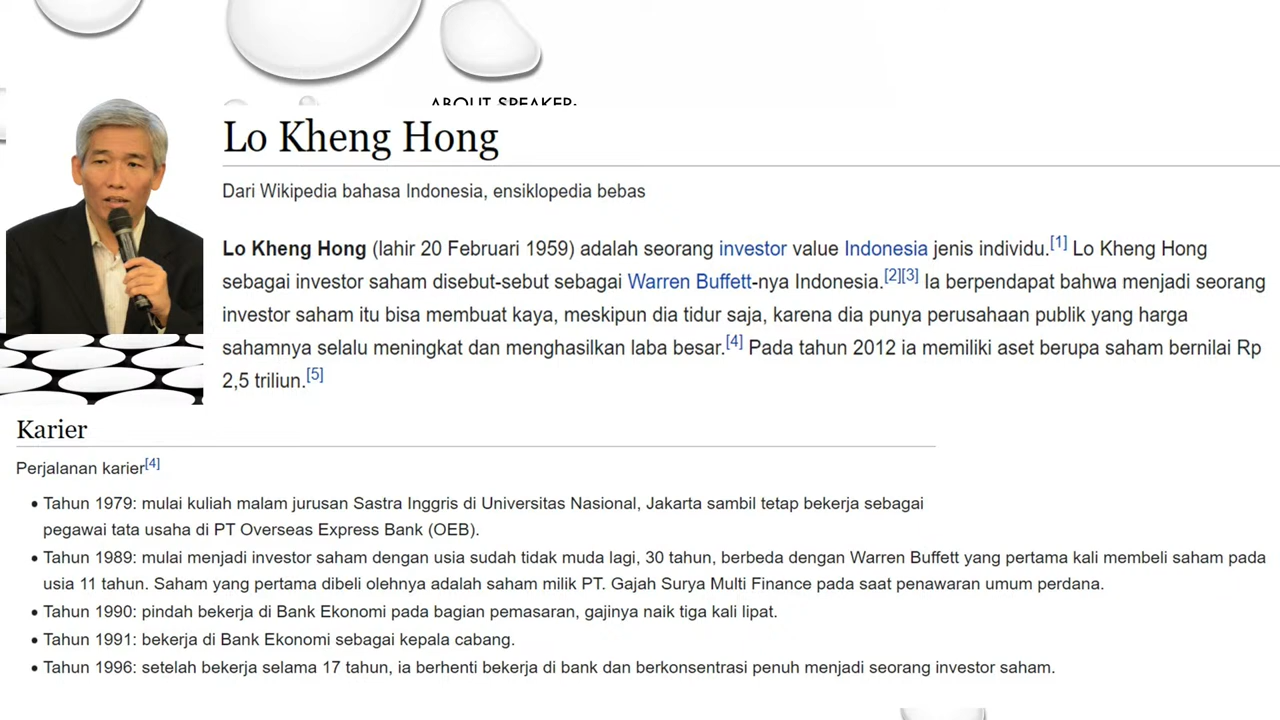 ABOUT SPEAKER:
Lo Kheng Hong
Dari Wikipedia bahasa Indonesia, ensiklopedia bebas
Lo Kheng Hong (lahir 20 Februari 1959) adalah seorang investor value Indonesia jenis individu.[1] Lo Kheng Hong
sebagai investor saham disebut-sebut sebagai Warren Buffett-nya Indonesia.[2][3] Ia berpendapat bahwa menjadi seorang
investor saham itu bisa membuat kaya, meskipun dia tidur saja, karena dia punya perusahaan publik yang harga
sahamnya selalu meningkat dan menghasilkan laba besar.[4] Pada tahun 2012 ia memiliki aset berupa saham bernilai Rp
2,5 triliun.[5]
Karier
Perjalanan karier[4]
• Tahun 1979: mulai kuliah malam jurusan Sastra Inggris di Universitas Nasional, Jakarta sambil tetap bekerja sebagai
pegawai tata usaha di PT Overseas Express Bank (OEB).
• Tahun 1989: mulai menjadi investor saham dengan usia sudah tidak muda lagi, 30 tahun, berbeda dengan Warren Buffett yang pertama kali membeli saham pada
usia 11 tahun. Saham yang pertama dibeli olehnya adalah saham milik PT. Gajah Surya Multi Finance pada saat penawaran umum perdana.
• Tahun 1990: pindah bekerja di Bank Ekonomi pada bagian pemasaran, gajinya naik tiga kali lipat.
• Tahun 1991: bekerja di Bank Ekonomi sebagai kepala cabang.
• Tahun 1996: setelah bekerja selama 17 tahun, ia berhenti bekerja di bank dan berkonsentrasi penuh menjadi seorang investor saham.